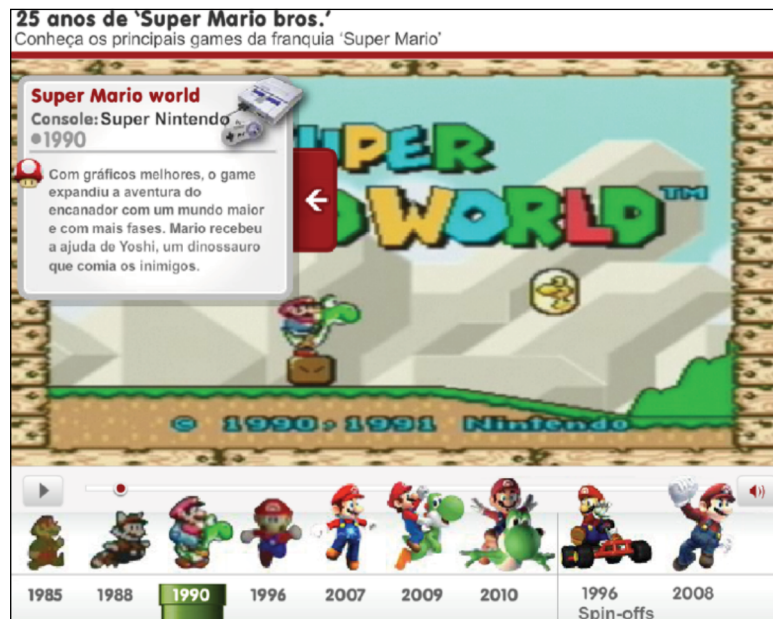 25 anos de 'Super Mario bros.'
Conheça os principais games da franquia 'Super Mario'
Super Mario world
Console: Super Nintendo
1990
Com gráficos melhores, o game
expandiu a aventura do
encanador com um mundo maior
e com mais fases. Mario recebeu
a ajuda de Yoshi, um dinossauro
que comia os inimigos.
UPER
WORLD™
© 1990, 1991 Nintendo
1985 1988 1990 1996 2007 2009 2010 1996 2008
Spin-offs